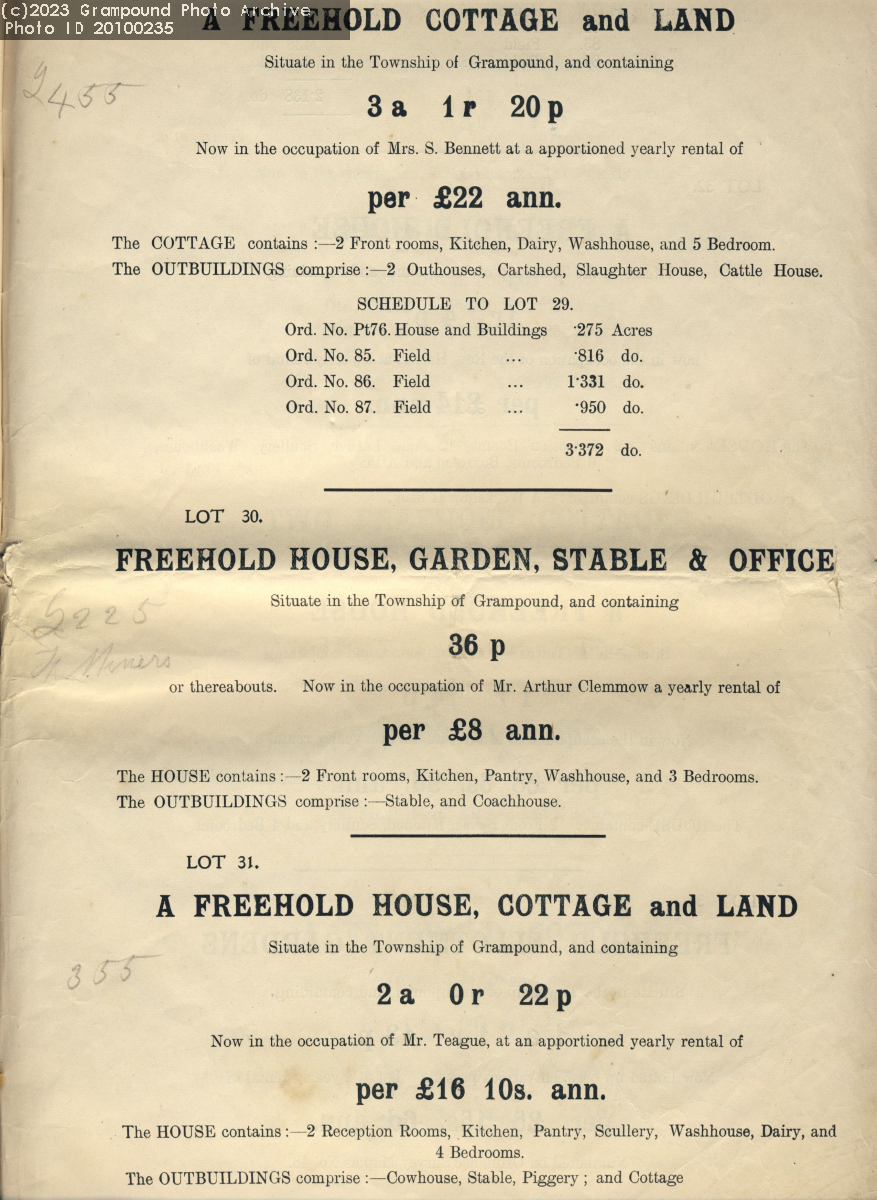 (c)2023 Grampound Photo Archive
Photo ID 20100235
A FREEHOLD COTTAGE and LAND
Situate in the Township of Grampound, and containing
455
3 a 1 r 20 p
Now in the occupation of Mrs. S. Bennett at a apportioned yearly rental of
per £22 ann.
The COTTAGE contains :—2 Front rooms, Kitchen, Dairy, Washhouse, and 5 Bedroom.
The OUTBUILDINGS comprise :—2 Outhouses, Cartshed, Slaughter House, Cattle House.
SCHEDULE TO LOT 29.
Ord. No. Pt76. House and Buildings ·275 Acres
Ord. No. 85. Field ... ·816 do.
Ord. No. 86. Field ... 1·331 do.
Ord. No. 87. Field ... ·950 do.
3·372 do.
LOT 30.
FREEHOLD HOUSE, GARDEN, STABLE & OFFICE
Situate in the Township of Grampound, and containing
225
36 p
Miners
or thereabouts. Now in the occupation of Mr. Arthur Clemmow a yearly rental of
per £8 ann.
The HOUSE contains :—2 Front rooms, Kitchen, Pantry, Washhouse, and 3 Bedrooms.
The OUTBUILDINGS comprise :—Stable, and Coachhouse.
LOT 31.
A FREEHOLD HOUSE, COTTAGE and LAND
Situate in the Township of Grampound, and containing
355
2 a 0 r 22 p
Now in the occupation of Mr. Teague, at an apportioned yearly rental of
per £16 10s. ann.
The HOUSE contains :—2 Reception Rooms, Kitchen, Pantry, Scullery, Washhouse, Dairy, and
4 Bedrooms.
The OUTBUILDINGS comprise :—Cowhouse, Stable, Piggery ; and Cottage